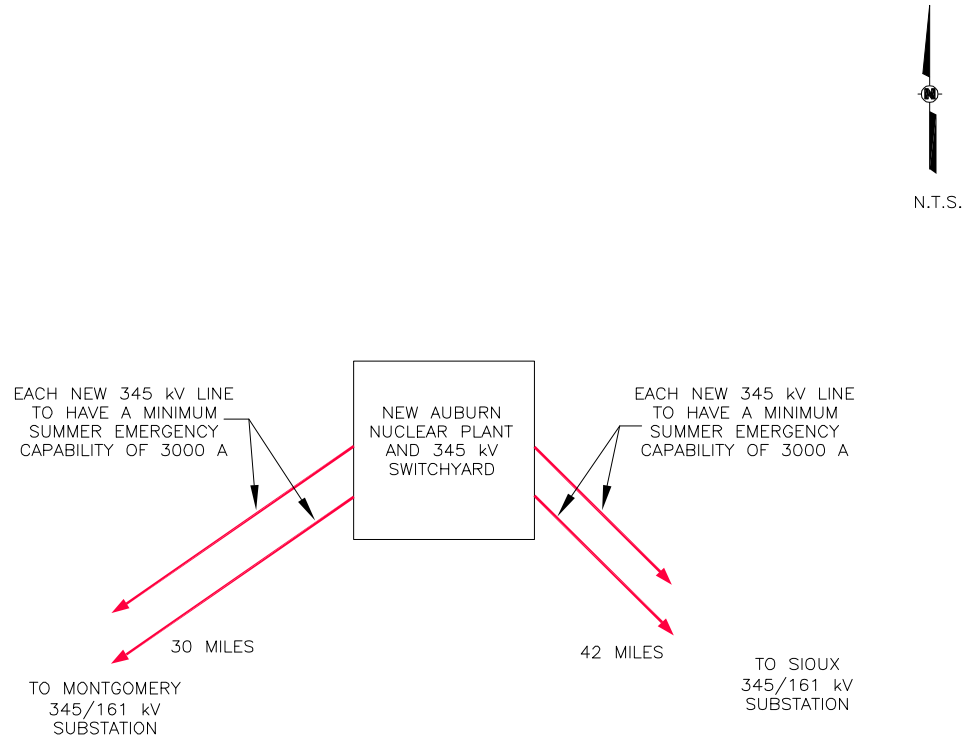 N
N.T.S.
EACH NEW 345 kV LINE
TO HAVE A MINIMUM
SUMMER EMERGENCY
CAPABILITY OF 3000 A
NEW AUBURN
NUCLEAR PLANT
AND 345 kV
SWITCHYARD
EACH NEW 345 kV LINE
TO HAVE A MINIMUM
SUMMER EMERGENCY
CAPABILITY OF 3000 A
30 MILES
42 MILES
TO MONTGOMERY
345/161 kV
SUBSTATION
TO SIOUX
345/161 kV
SUBSTATION